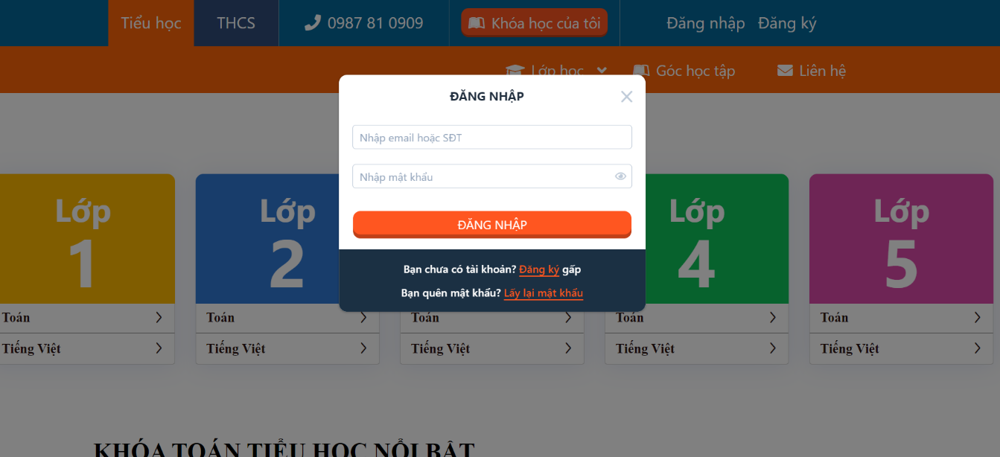 Tiểu học THCS 0987 81 0909 Khóa học của tôi Đăng nhập Đăng ký
Lớp học Góc học tập Liên hệ
ĐĂNG NHẬP
Nhập email hoặc SĐT
Nhập mật khẩu
ĐĂNG NHẬP
Bạn chưa có tài khoản? Đăng ký gấp
Bạn quên mật khẩu? Lấy lại mật khẩu
Lớp Lớp Lớp Lớp
1 2 4 5
Toán Toán Toán Toán Toán
Tiếng Việt Tiếng Việt Tiếng Việt Tiếng Việt Tiếng Việt
KHÓA TOÁN TIỂU HỌC NỔI BẬT